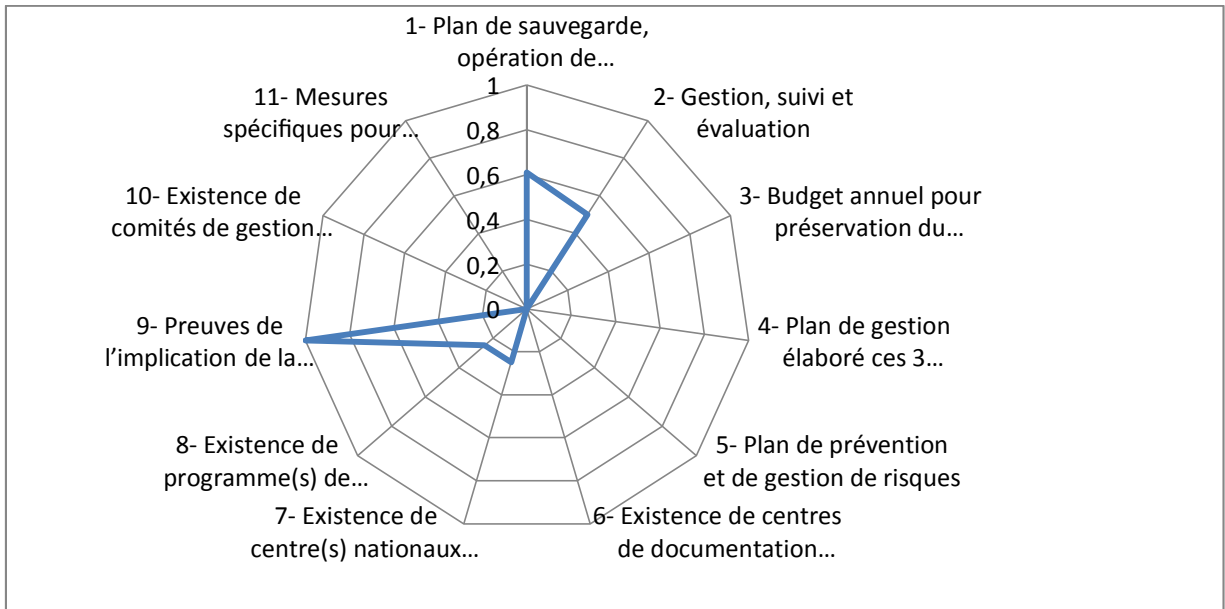 1- Plan de sauvegarde,
opération de…
2- Gestion, suivi et
évaluation
3- Budget annuel pour
préservation du…
4- Plan de gestion
élaboré ces 3…
5- Plan de prévention
et de gestion de risques
6- Existence de centres
de documentation…
7- Existence de
centre(s) nationaux…
8- Existence de
programme(s) de…
9- Preuves de
l’implication de la…
10- Existence de
comités de gestion…
11- Mesures
spécifiques pour…
1
0,8
0,6
0,4
0,2
0